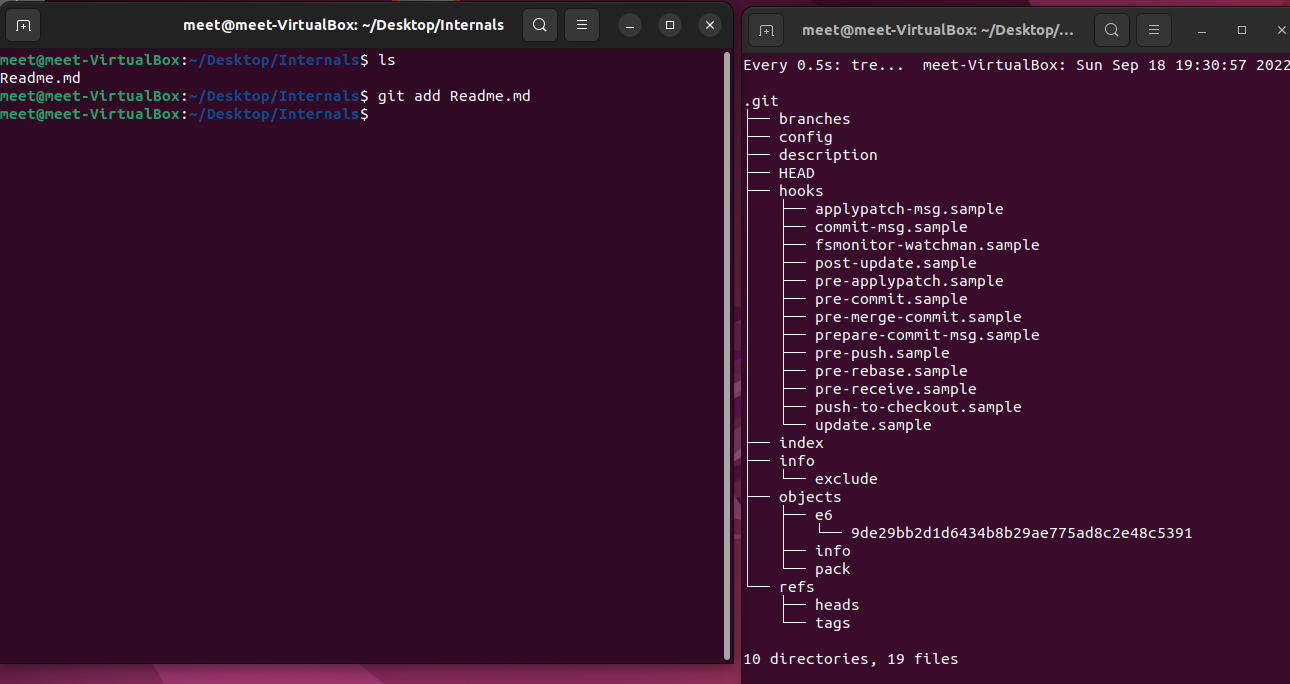 meet@meet-VirtualBox: ~/Desktop/Internals
meet@meet-VirtualBox:~/Desktop/Internals$ ls
Readme.md
meet@meet-VirtualBox:~/Desktop/Internals$ git add Readme.md
meet@meet-VirtualBox:~/Desktop/Internals$
meet@meet-VirtualBox: ~/Desktop/...
Every 0.5s: tre...  meet-VirtualBox: Sun Sep 18 19:30:57 2022
.git
├── branches
├── config
├── description
├── HEAD
├── hooks
│   ├── applypatch-msg.sample
│   ├── commit-msg.sample
│   ├── fsmonitor-watchman.sample
│   ├── post-update.sample
│   ├── pre-applypatch.sample
│   ├── pre-commit.sample
│   ├── pre-merge-commit.sample
│   ├── prepare-commit-msg.sample
│   ├── pre-push.sample
│   ├── pre-rebase.sample
│   ├── pre-receive.sample
│   ├── push-to-checkout.sample
│   └── update.sample
├── index
├── info
│   └── exclude
├── objects
│   ├── e6
│   │   └── 9de29bb2d1d6434b8b29ae775ad8c2e48c5391
│   ├── info
│   └── pack
└── refs
    ├── heads
    └── tags
10 directories, 19 files